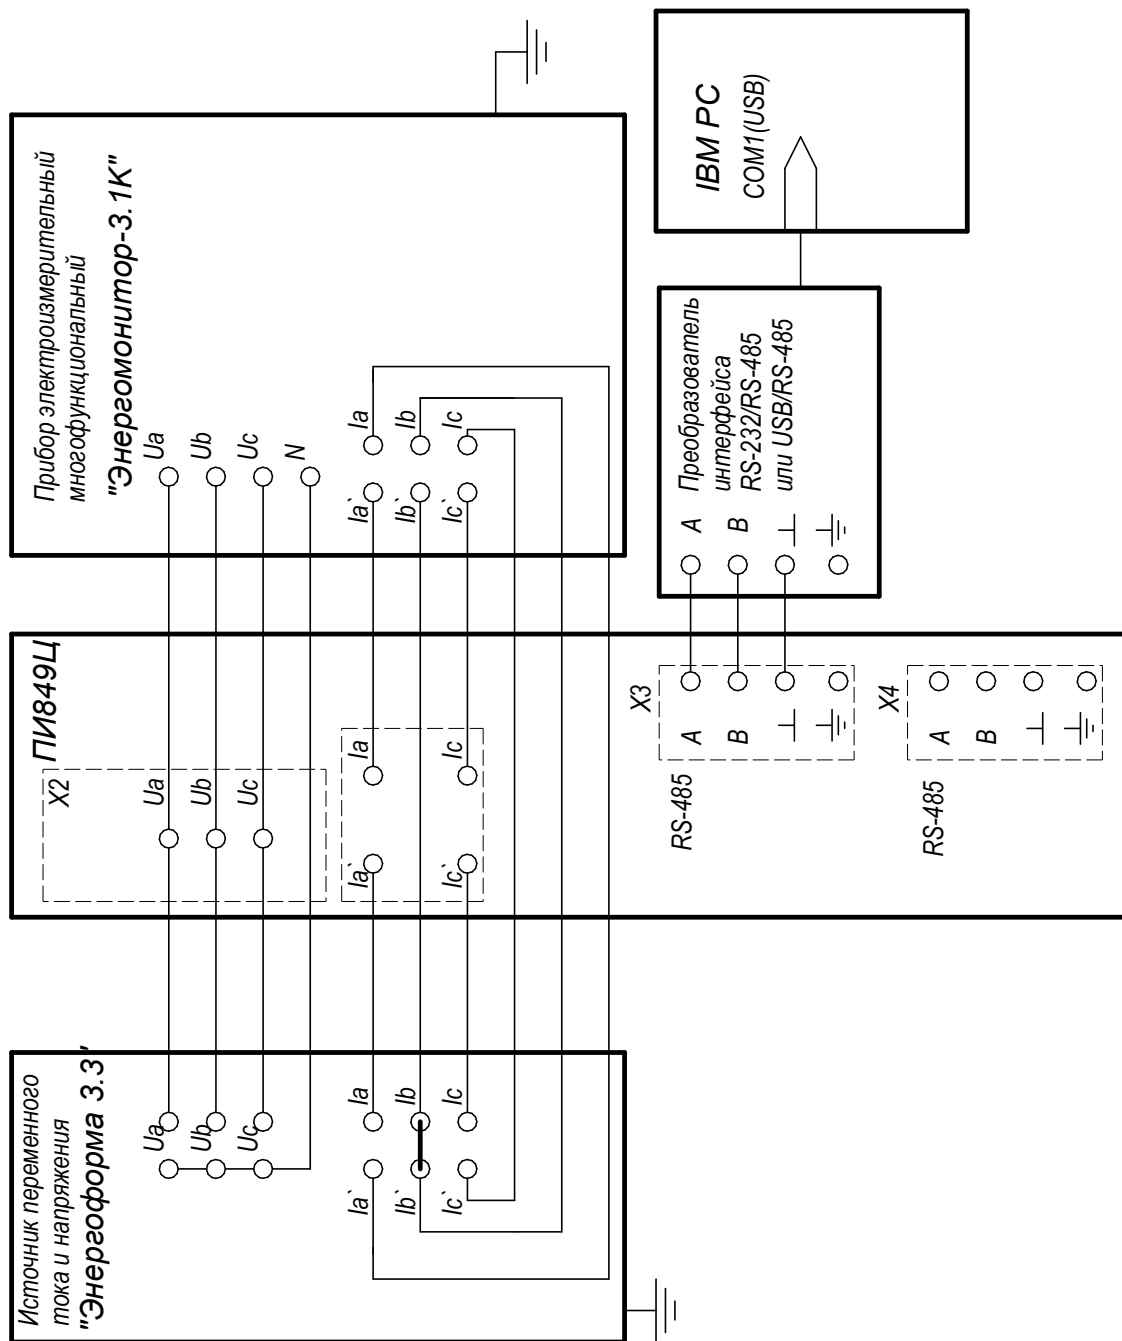 Прибор электроизмерительный
многофункциональный
"Энергомонитор-3.1К"
Ua
Ub
Uc
N
Ia
Ib
Ic
Ia`
Ib`
Ic`
IBM PC
COM1(USB)
Преобразователь
интерфейса
RS-232/RS-485
или USB/RS-485
A
B
ПИ849Ц
X2
Ua
Ub
Uc
Ia
Ic
Ia`
Ic`
X3
A
B
RS-485
X4
A
B
RS-485
Источник переменного
тока и напряжения
"Энергоформа 3.3"
Ua
Ub
Uc
Ia
Ib
Ic
Ia`
Ib`
Ic`